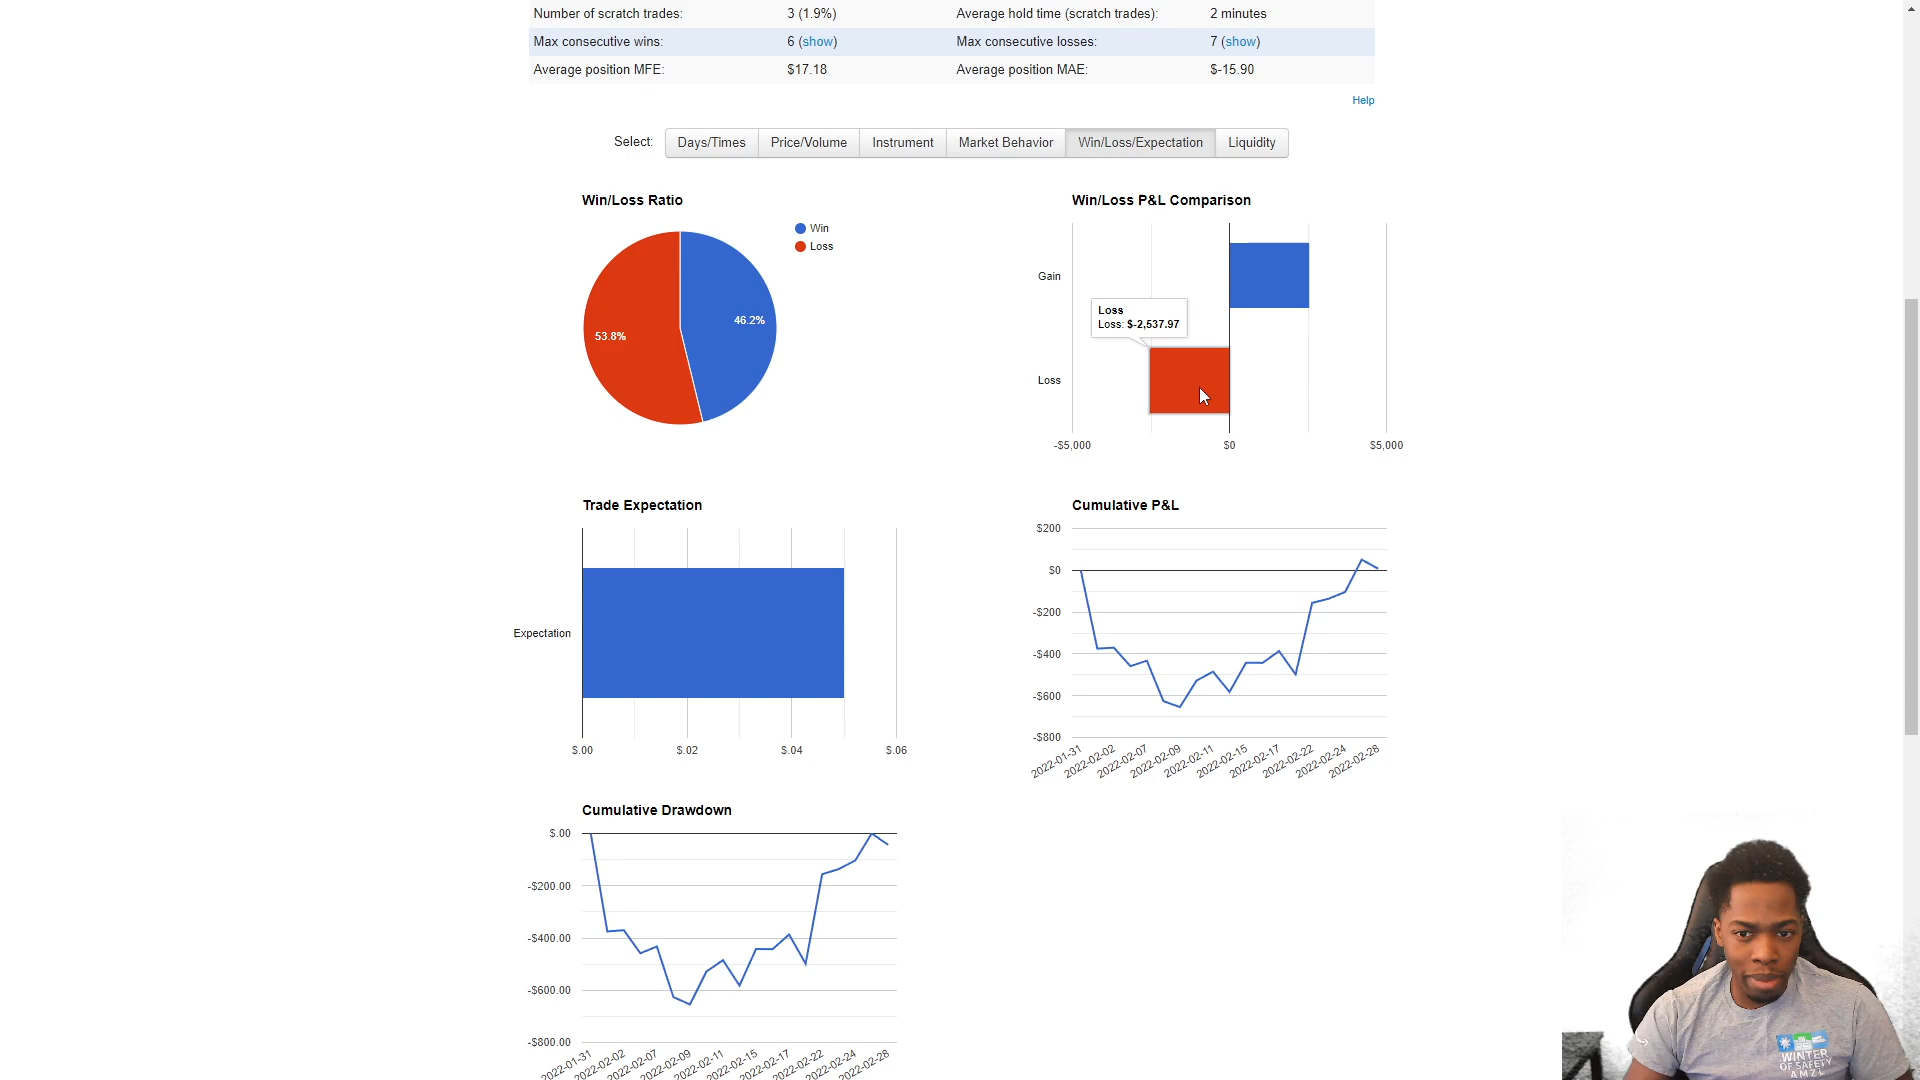 Number of scratch trades: 3 (1.9%) Average hold time (scratch trades): 2 minutes
Max consecutive wins: 6 (show) Max consecutive losses: 7 (show)
Average position MFE: $17.18 Average position MAE: $-15.90
Help
Select: Days/Times Price/Volume Instrument Market Behavior Win/Loss/Expectation Liquidity
Win/Loss Ratio
Win
Loss
46.2%
53.8%
Win/Loss P&L Comparison
Gain
Loss
Loss: $-2,537.97
Loss
-$5,000 $0 $5,000
Trade Expectation
Expectation
$.00 $.02 $.04 $.06
Cumulative P&L
$200
$0
-$200
-$400
-$600
-$800
2022-01-31 2022-02-02 2022-02-07 2022-02-09 2022-02-11 2022-02-15 2022-02-17 2022-02-22 2022-02-24 2022-02-28
Cumulative Drawdown
$.00
-$200.00
-$400.00
-$600.00
-$800.00
2022-01-31 2022-02-02 2022-02-07 2022-02-09 2022-02-11 2022-02-15 2022-02-17 2022-02-22 2022-02-24 2022-02-28
WINTER
OF SAFETY
AMZL